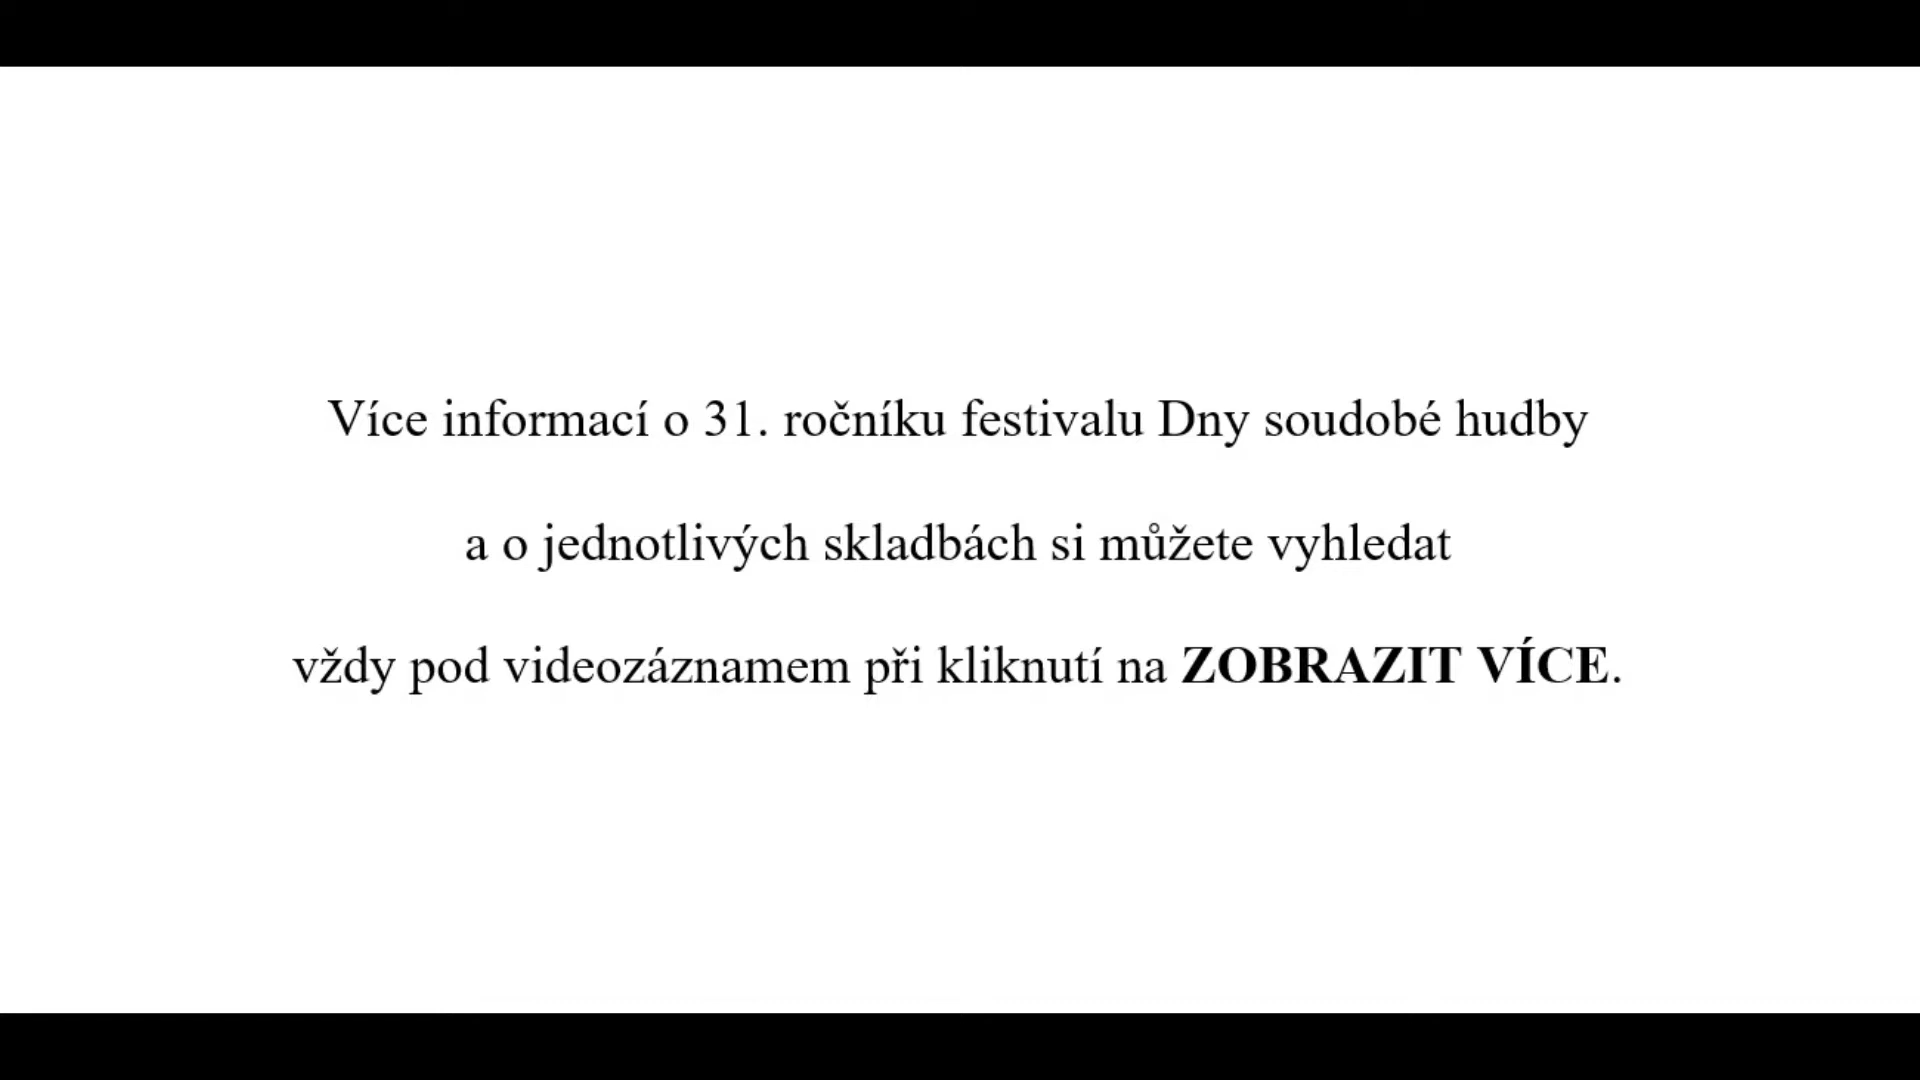 Více informací o 31. ročníku festivalu Dny soudobé hudby
a o jednotlivých skladbách si můžete vyhledat
vždy pod videozáznamem při kliknutí na ZOBRAZIT VÍCE.